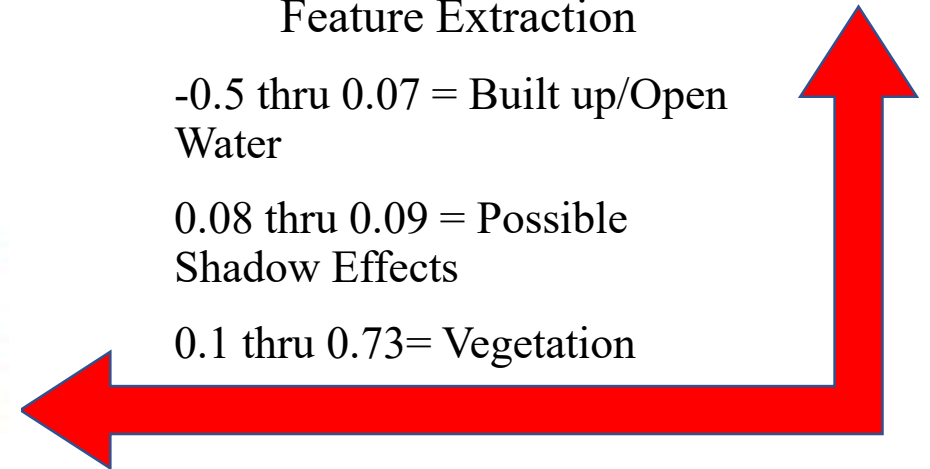 Feature Extraction
-0.5 thru 0.07 = Built up/Open
Water
0.08 thru 0.09 = Possible
Shadow Effects
0.1 thru 0.73= Vegetation